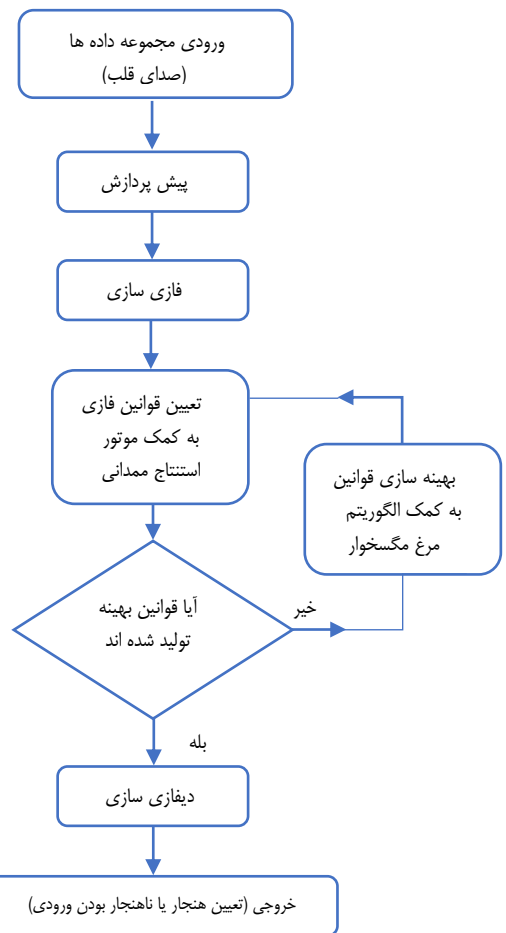 ورودی مجموعه داده ها
(صدای قلب)
پیش پردازش
فازی سازی
تعیین قوانین فازی
به کمک موتور
استنتاج ممدانی
بهینه سازی قوانین
به کمک الگوریتم
مرغ مگسخوار
آیا قوانین بهینه
تولید شده اند
خیر
بله
دیفازی سازی
خروجی (تعیین هنجار یا ناهنجار بودن ورودی)